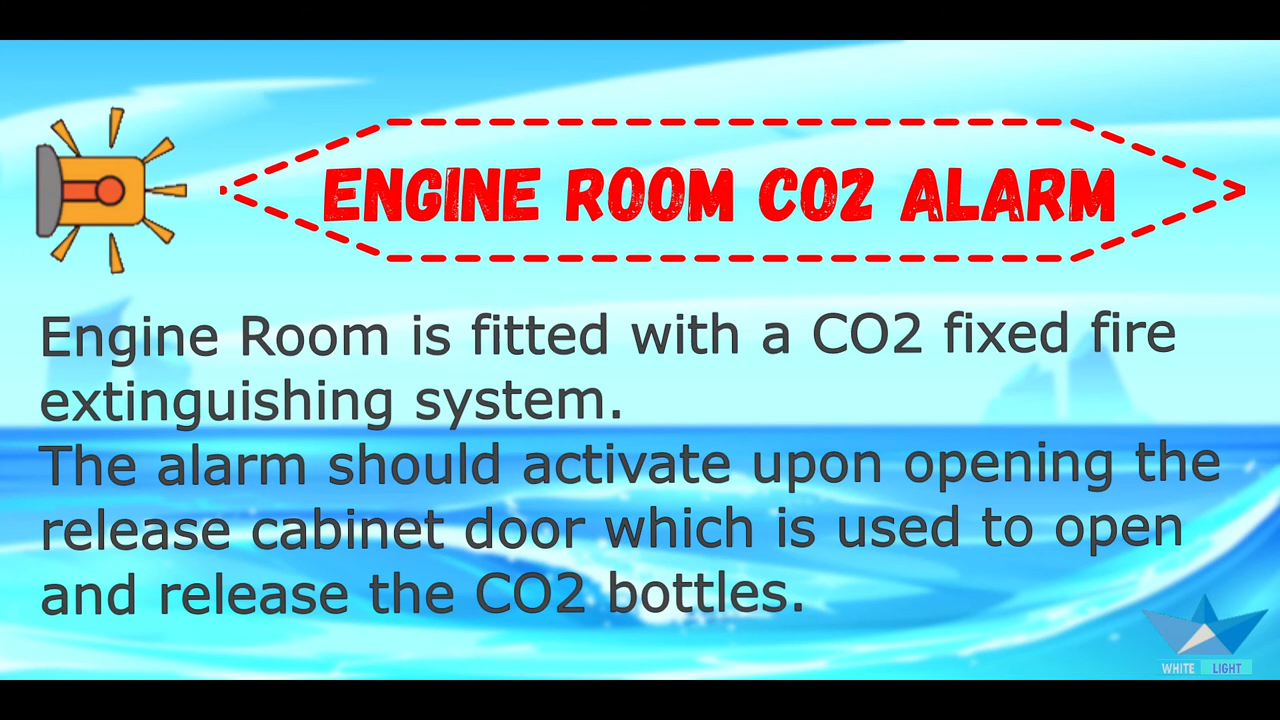 ENGINE ROOM CO2 ALARM
Engine Room is fitted with a CO2 fixed fire
extinguishing system.
The alarm should activate upon opening the
release cabinet door which is used to open
and release the CO2 bottles.
WHITE LIGHT